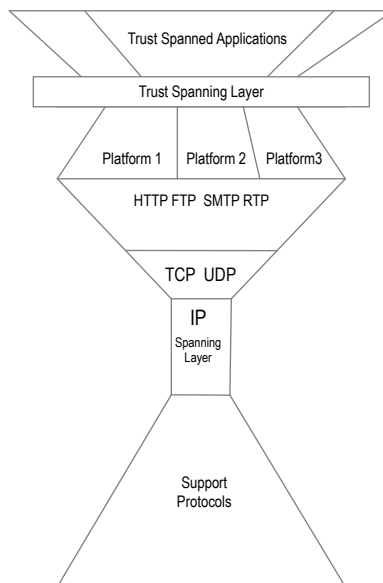 Trust Spanned Applications
Trust Spanning Layer
Platform 1 Platform 2 Platform3
HTTP FTP SMTP RTP
TCP UDP
IP
Spanning
Layer
Support
Protocols